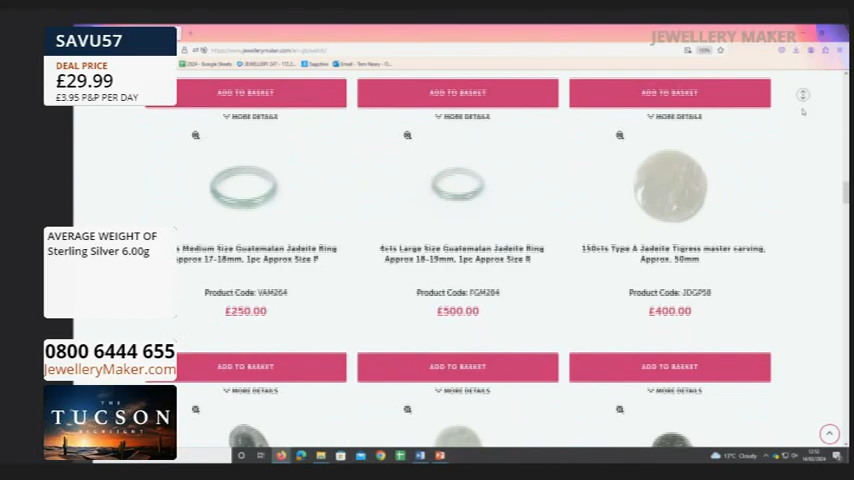 JEWELLERY MAKER
SAVU57
DEAL PRICE
£29.99
£3.95 P&P PER DAY
ADD TO BASKET
ADD TO BASKET
ADD TO BASKET
MORE DETAILS
MORE DETAILS
MORE DETAILS
AVERAGE WEIGHT OF
Sterling Silver 6.00g
Medium Size Guatemalan Jadeite Ring
Approx 17-18mm, 1pc Approx Size P
Product Code: VAM264
£250.00
Large Size Guatemalan Jadeite Ring
Approx 18-19mm, 1pc Approx Size R
Product Code: FGM264
£500.00
Type A Jadeite Tigress master carving,
Approx. 50mm
Product Code: JDGP58
£400.00
0800 6444 655
JewelleryMaker.com
ADD TO BASKET
ADD TO BASKET
ADD TO BASKET
MORE DETAILS
MORE DETAILS
MORE DETAILS
THE
TUCSON
HIGHLIGHT
Cloudy